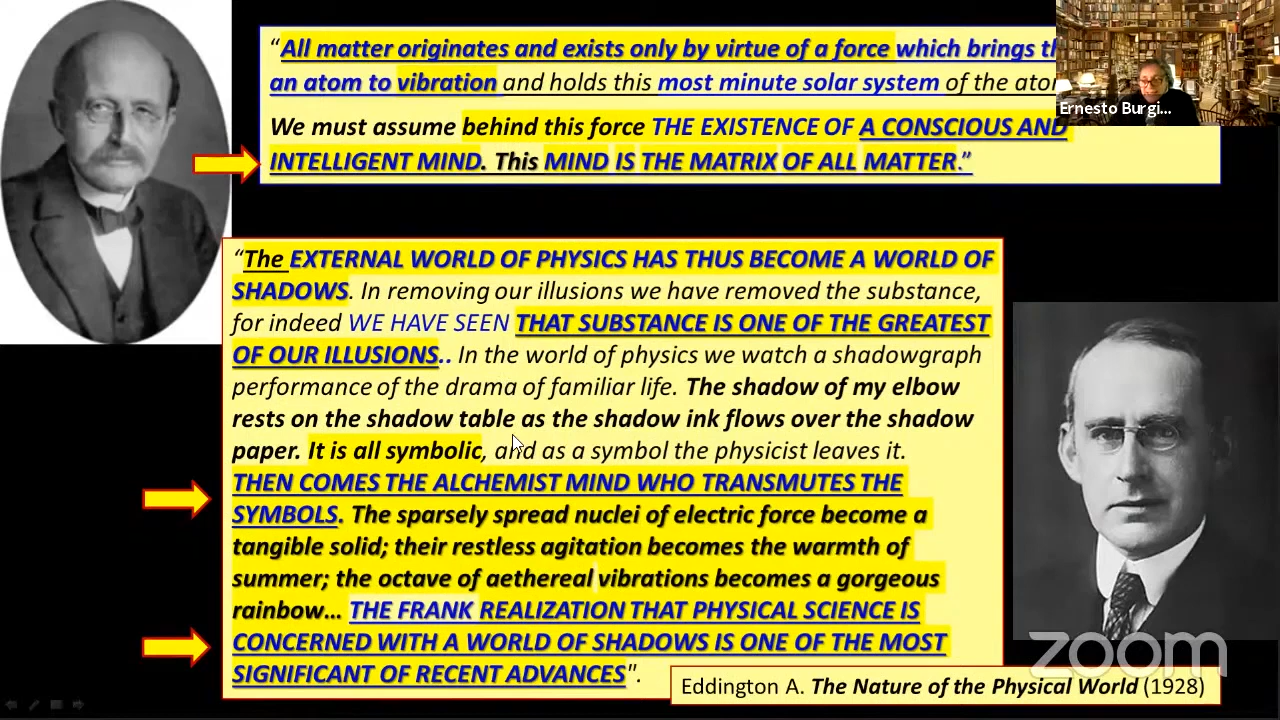 “All matter originates and exists only by virtue of a force which brings
an atom to vibration and holds this most minute solar system of the
We must assume behind this force THE EXISTENCE OF A CONSCIOUS AND
INTELLIGENT MIND. This MIND IS THE MATRIX OF ALL MATTER.”
Ernesto Burgi...
“The EXTERNAL WORLD OF PHYSICS HAS THUS BECOME A WORLD OF
SHADOWS. In removing our illusions we have removed the substance,
for indeed WE HAVE SEEN THAT SUBSTANCE IS ONE OF THE GREATEST
OF OUR ILLUSIONS.. In the world of physics we watch a shadowgraph
performance of the drama of familiar life. The shadow of my elbow
rests on the shadow table as the shadow ink flows over the shadow
paper. It is all symbolic, and as a symbol the physicist leaves it.
THEN COMES THE ALCHEMIST MIND WHO TRANSMUTES THE
SYMBOLS. The sparsely spread nuclei of electric force become a
tangible solid; their restless agitation becomes the warmth of
summer; the octave of aethereal vibrations becomes a gorgeous
rainbow… THE FRANK REALIZATION THAT PHYSICAL SCIENCE IS
CONCERNED WITH A WORLD OF SHADOWS IS ONE OF THE MOST
SIGNIFICANT OF RECENT ADVANCES".
zoom
Eddington A. The Nature of the Physical World (1928)